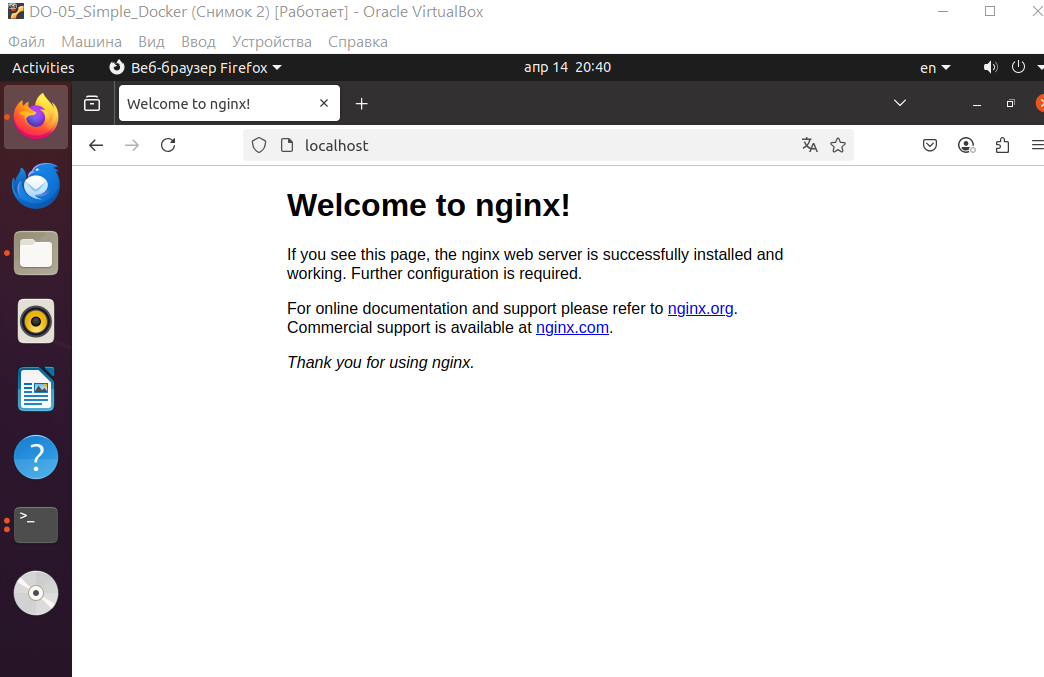 DO-05_Simple_Docker (Снимок 2) [Работает] - Oracle VirtualBox
Файл Машина Вид Ввод Устройства Справка
Activities Веб-браузер Firefox апр 14 20:40 en
Welcome to nginx!
localhost
Welcome to nginx!
If you see this page, the nginx web server is successfully installed and
working. Further configuration is required.
For online documentation and support please refer to nginx.org.
Commercial support is available at nginx.com.
Thank you for using nginx.